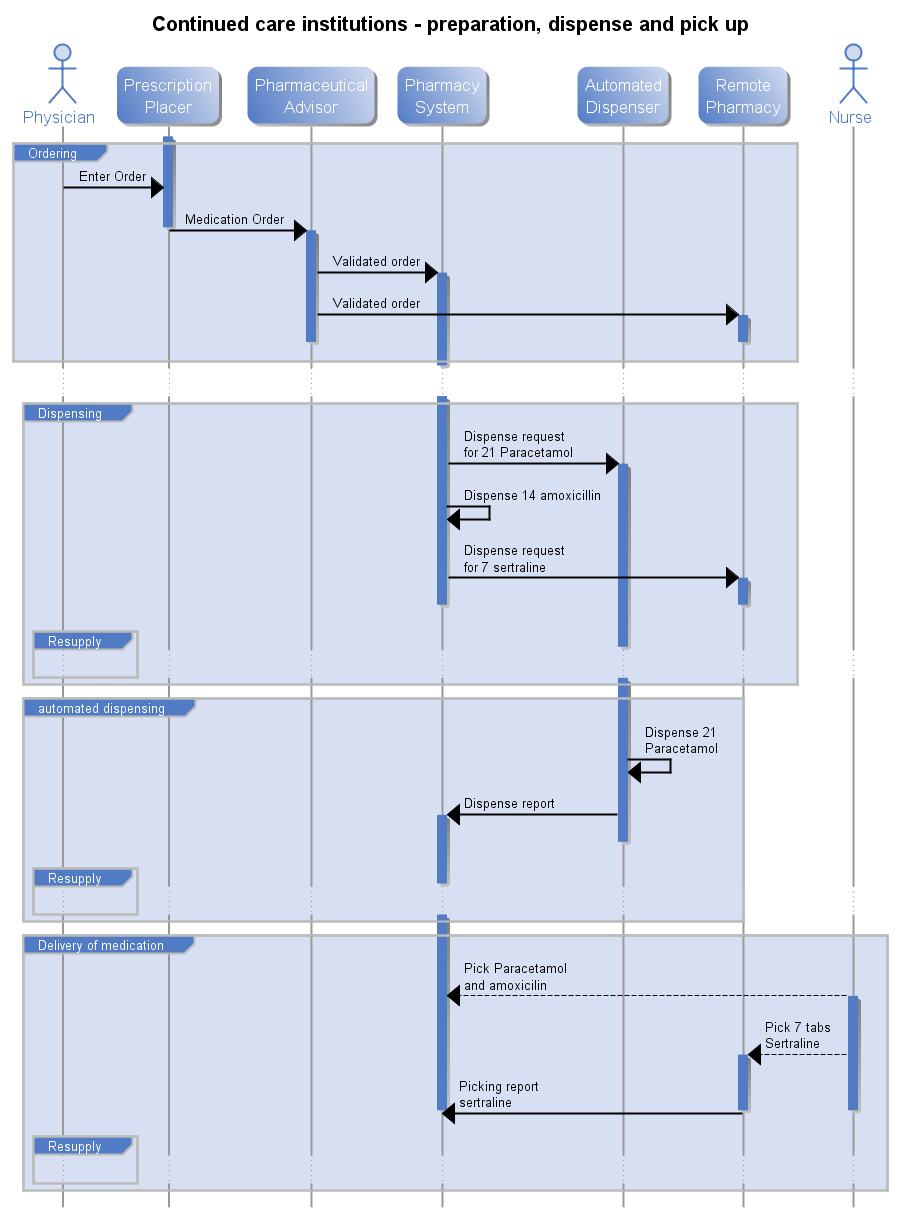 Continued care institutions - preparation, dispense and pick up
Physician
Prescription
Placer
Pharmaceutical
Advisor
Pharmacy
System
Automated
Dispenser
Remote
Pharmacy
Nurse
Ordering
Enter Order
Medication Order
Validated order
Validated order
Dispensing
Dispense request
for 21 Paracetamol
Dispense 14 amoxicillin
Dispense request
for 7 sertraline
Resupply
automated dispensing
Dispense 21
Paracetamol
Dispense report
Resupply
Delivery of medication
Pick Paracetamol
and amoxicilin
Pick 7 tabs
Sertraline
Picking report
sertraline
Resupply